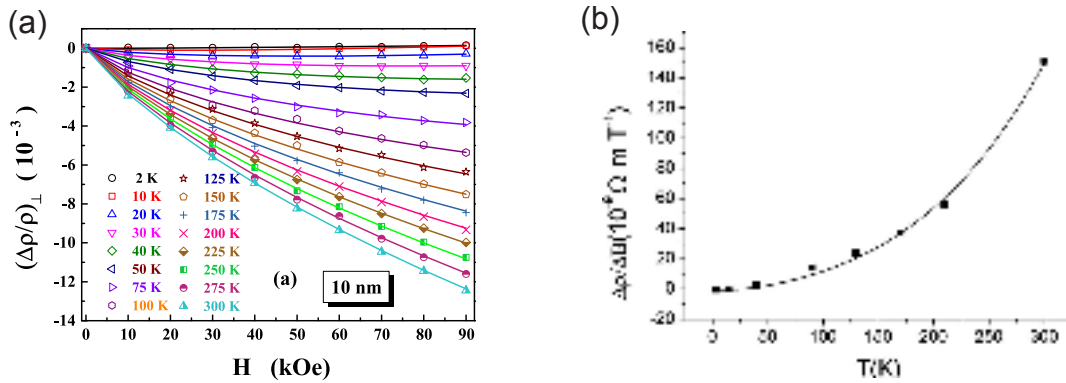 (a)
0
-2
-4
-6
-8
-10
-12
-14
(Δρ/ρ)⊥ (10⁻³)
2 K
10 K
20 K
30 K
40 K
50 K
75 K
100 K
125 K
150 K
175 K
200 K
225 K
250 K
275 K
300 K
(a)
10 nm
0 10 20 30 40 50 60 70 80 90
H (kOe)
(b)
160
140
120
100
80
60
40
20
0
-20
0 50 100 150 200 250 300
T(K)